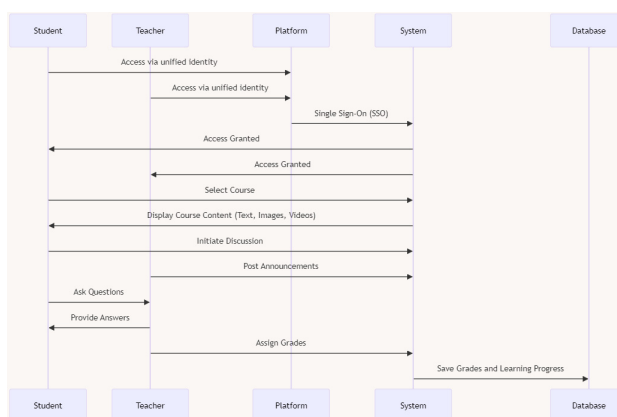 Student Teacher Platform System Database
Access via unified identity
Access via unified identity
Single Sign-On (SSO)
Access Granted
Access Granted
Select Course
Display Course Content (Text, Images, Videos)
Initiate Discussion
Post Announcements
Ask Questions
Provide Answers
Assign Grades
Save Grades and Learning Progress
Student Teacher Platform System Database